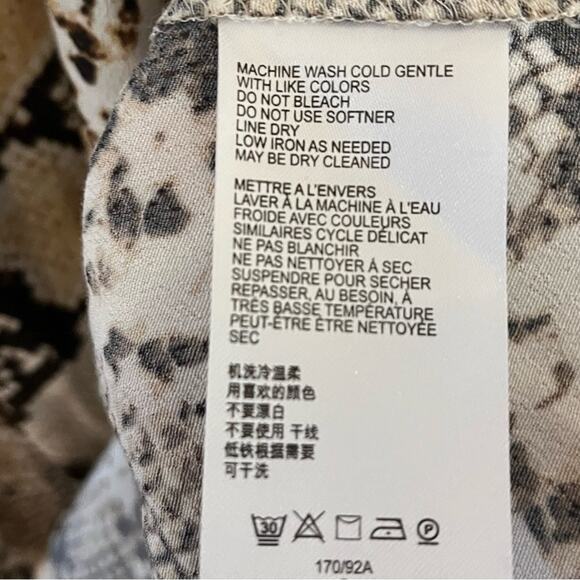 MACHINE WASH COLD GENTLE
WITH LIKE COLORS
DO NOT BLEACH
DO NOT USE SOFTNER
LINE DRY
LOW IRON AS NEEDED
MAY BE DRY CLEANED
METTRE A L'ENVERS
LAVER À LA MACHINE À L'EAU
FROIDE AVEC COULEURS
SIMILAIRES CYCLE DÉLICAT
NE PAS BLANCHIR
NE PAS NETTOYER Á SEC
SUSPENDRE POUR SECHER
REPASSER, AU BESOIN, À
TRÈS BASSE TEMPÉRATURE
PEUT-ÊTRE ÊTRE NETTOYÉE
SEC
机洗冷温柔
用喜欢的颜色
不要漂白
不要使用 干线
低铁根据需要
可干洗
30 P
170/92A